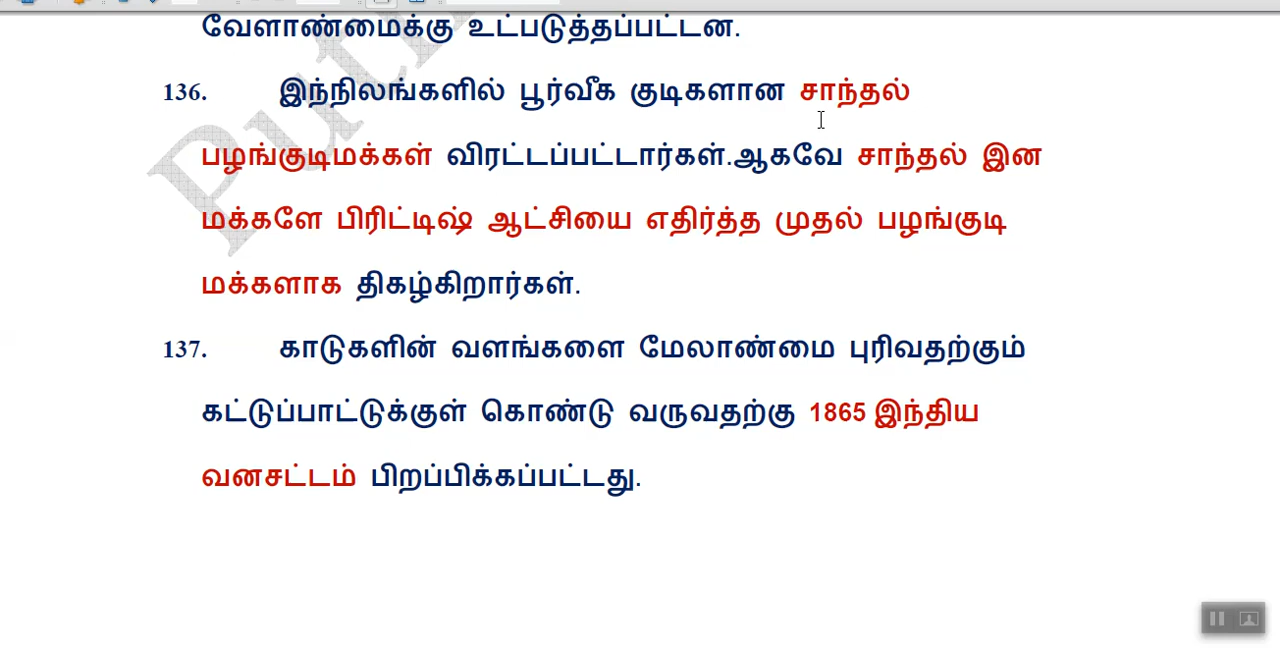 வேளாண்மைக்கு உட்படுத்தப்பட்டன.
136. இந்நிலங்களில் பூர்வீக குடிகளான சாந்தல்
பழங்குடிமக்கள் விரட்டப்பட்டார்கள்.ஆகவே சாந்தல் இன
மக்களே பிரிட்டிஷ் ஆட்சியை எதிர்த்த முதல் பழங்குடி
மக்களாக திகழ்கிறார்கள்.
137. காடுகளின் வளங்களை மேலாண்மை புரிவதற்கும்
கட்டுப்பாட்டுக்குள் கொண்டு வருவதற்கு 1865 இந்திய
வனசட்டம் பிறப்பிக்கப்பட்டது.